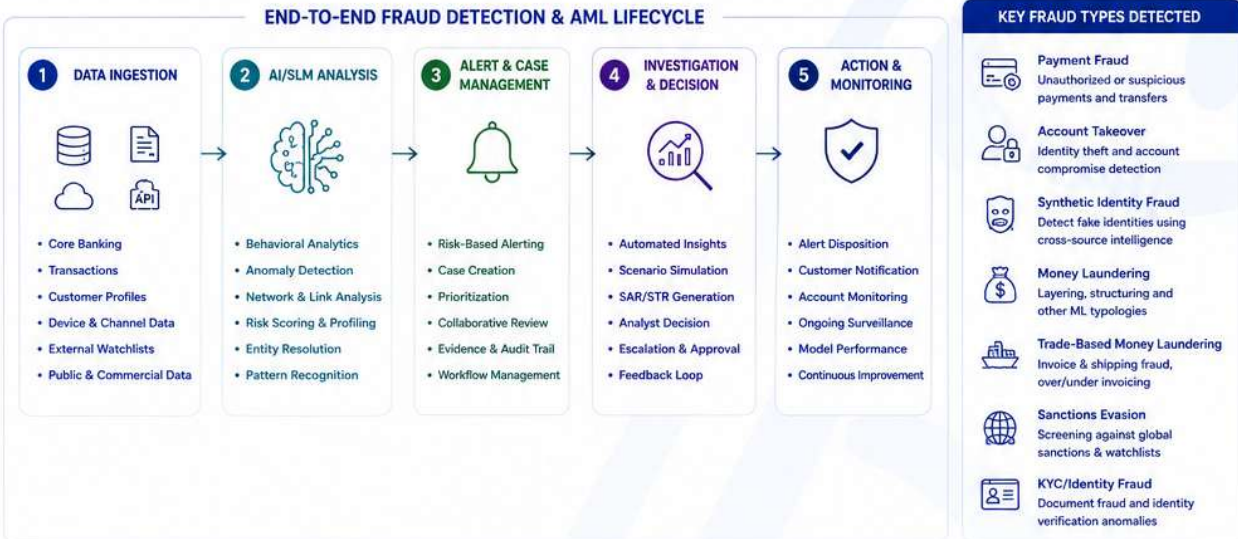 END-TO-END FRAUD DETECTION & AML LIFECYCLE
1
DATA INGESTION
API
• Core Banking
• Transactions
• Customer Profiles
• Device & Channel Data
• External Watchlists
• Public & Commercial Data
2
AI/SLM ANALYSIS
• Behavioral Analytics
• Anomaly Detection
• Network & Link Analysis
• Risk Scoring & Profiling
• Entity Resolution
• Pattern Recognition
3
ALERT & CASE
MANAGEMENT
• Risk-Based Alerting
• Case Creation
• Prioritization
• Collaborative Review
• Evidence & Audit Trail
• Workflow Management
4
INVESTIGATION
& DECISION
• Automated Insights
• Scenario Simulation
• SAR/STR Generation
• Analyst Decision
• Escalation & Approval
• Feedback Loop
5
ACTION &
MONITORING
• Alert Disposition
• Customer Notification
• Account Monitoring
• Ongoing Surveillance
• Model Performance
• Continuous Improvement
KEY FRAUD TYPES DETECTED
Payment Fraud
Unauthorized or suspicious
payments and transfers
Account Takeover
Identity theft and account
compromise detection
Synthetic Identity Fraud
Detect fake identities using
cross-source intelligence
$
Money Laundering
Layering, structuring and
other ML typologies
Trade-Based Money Laundering
Invoice & shipping fraud,
over/under invoicing
Sanctions Evasion
Screening against global
sanctions & watchlists
KYC/Identity Fraud
Document fraud and identity
verification anomalies